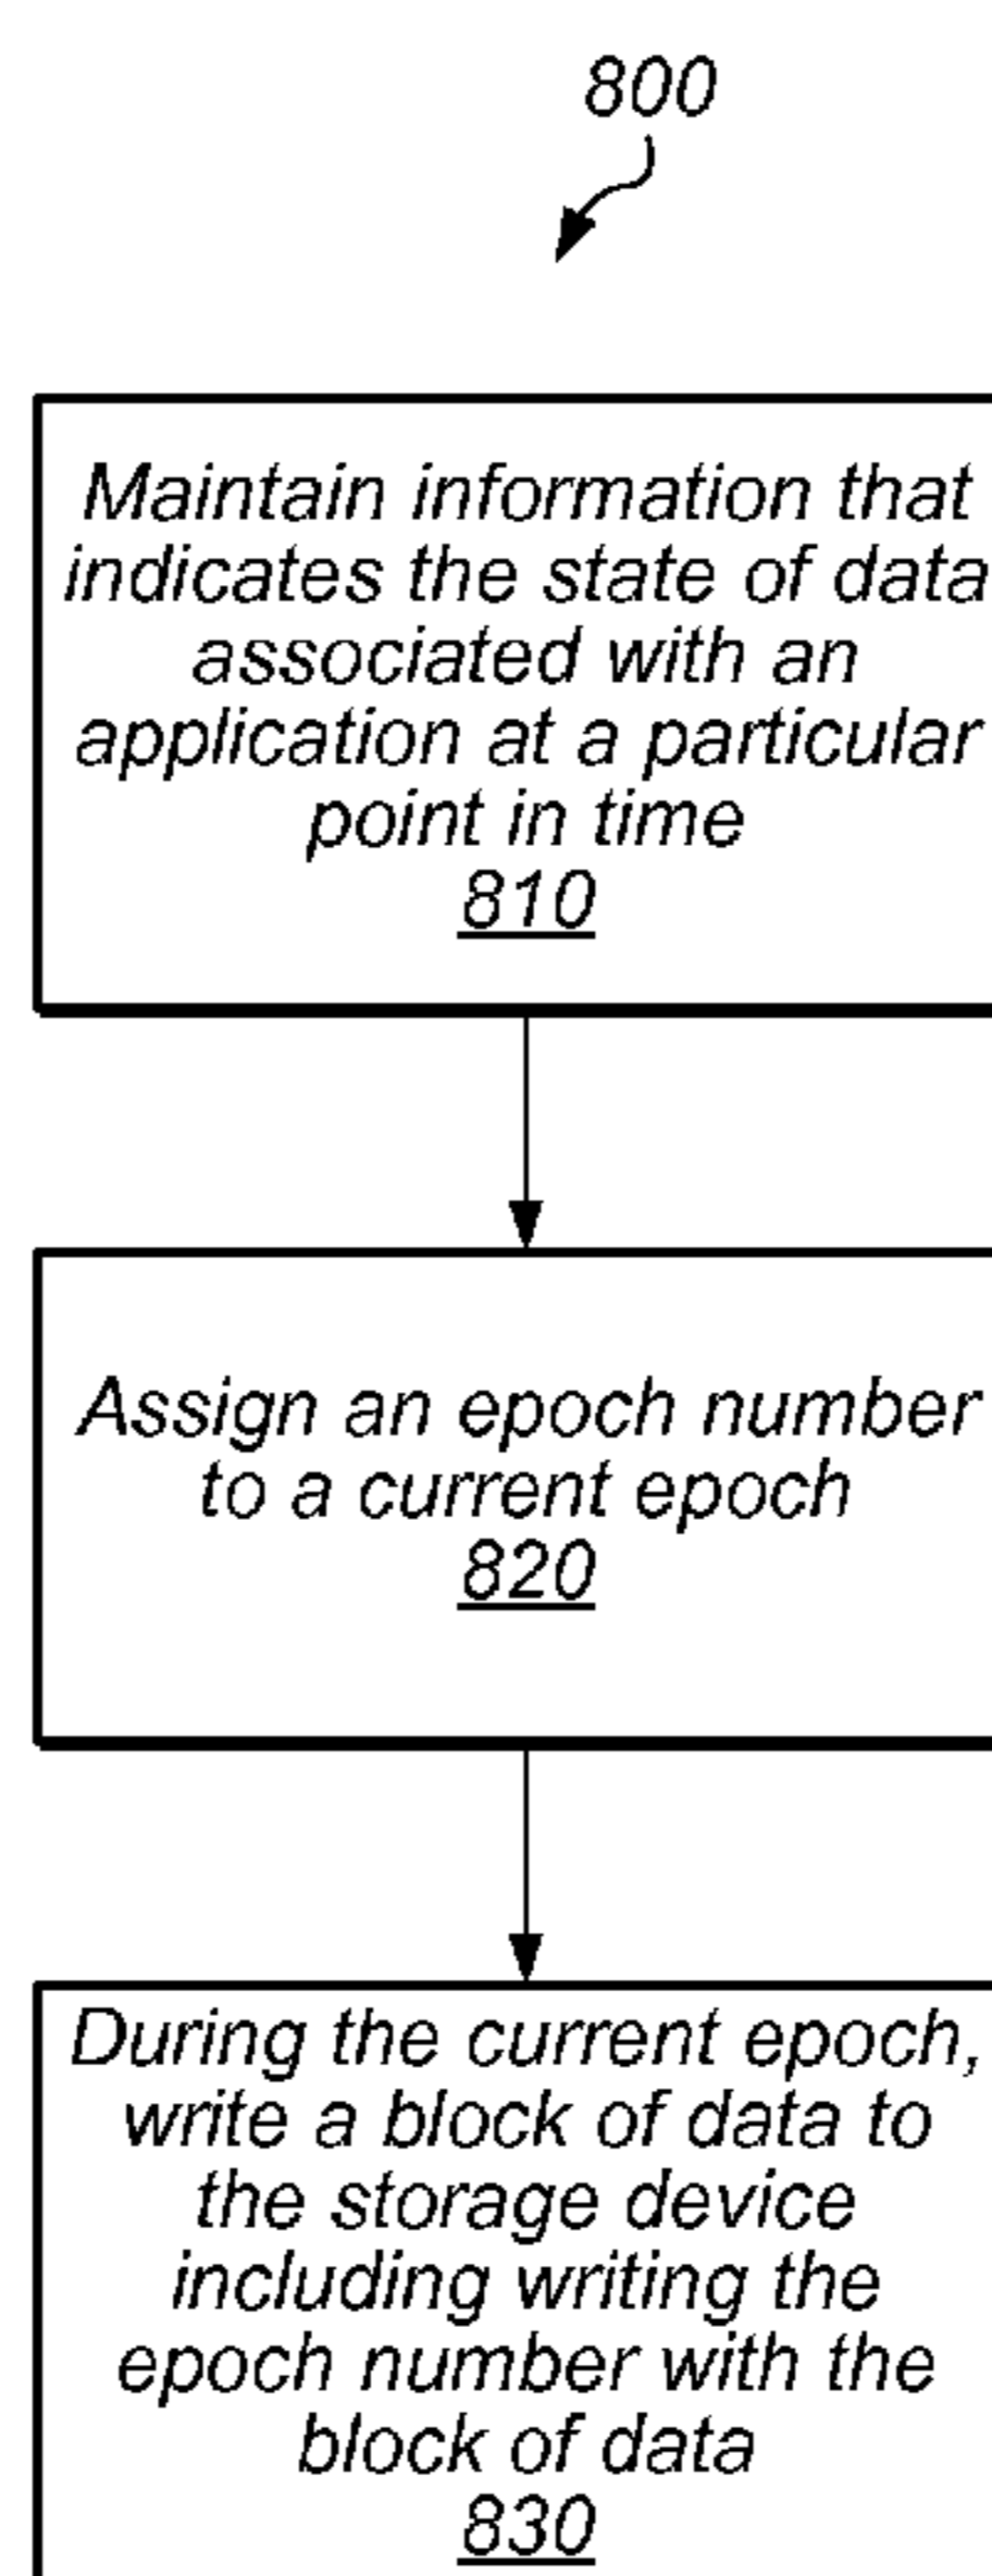 800
Maintain information that
indicates the state of data
associated with an
application at a particular
point in time
810
Assign an epoch number
to a current epoch
820
During the current epoch,
write a block of data to
the storage device
including writing the
epoch number with the
block of data
830